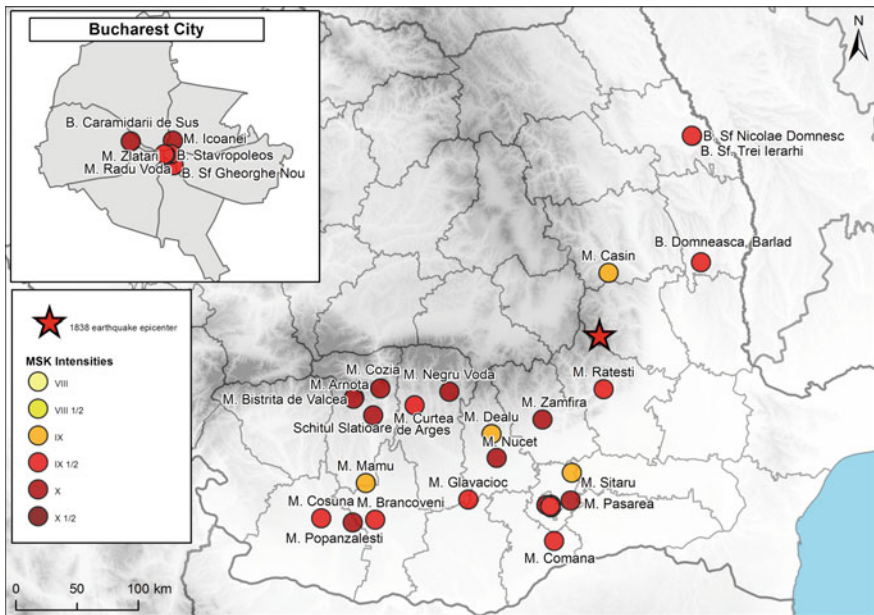 Bucharest City
B. Caramidarii de Sus
M. Icoanei
M. Zlatari
B. Stavropoleos
M. Radu Voda
B. Sf Gheorghe Nou
N
B. Sf Nicolae Domnesc
B. Sf. Trei Ierarhi
B. Domneasca, Barlad
M. Casin
1838 earthquake epicenter
MSK Intensities
VIII
VIII 1/2
IX
IX 1/2
X
X 1/2
M. Cozia
M. Negru Voda
M. Ratesti
M. Arnota
M. Bistrita de Valcea
M. Zamfira
M. Curtea
de Arges
M. Dealu
Schitul Slatioare
M. Nucet
M. Mamu
M. Glavacioc
M. Sitaru
M. Cosuna
M. Brancoveni
M. Pasarea
M. Popanzalesti
M. Comana
0 50 100 km